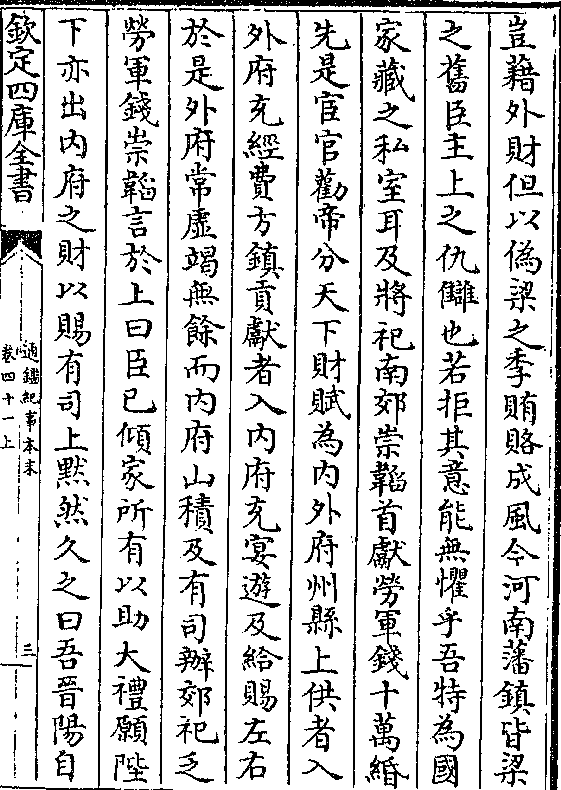 豈藉外財但以偽梁之季賄賂成風今河南藩鎮皆梁
之舊臣主上之仇讎也若拒其意能無懼乎吾特為國
家藏之私室耳及將祀南郊崇韜首獻勞軍錢十萬緡
先是宦官勸帝分天下財賦為內外府州縣上供者入
外府充經費方鎮貢獻者入內府充宴遊及給賜左右
於是外府常虛竭無餘而內府山積及有司辦郊祀乏
勞軍錢崇韜言於上曰臣已傾家所有以助大禮願陛
下亦出內府之財以賜有司上黙然久之曰吾晉陽自
欽定四庫全書
通鑑紀事本末
卷四十一上
三